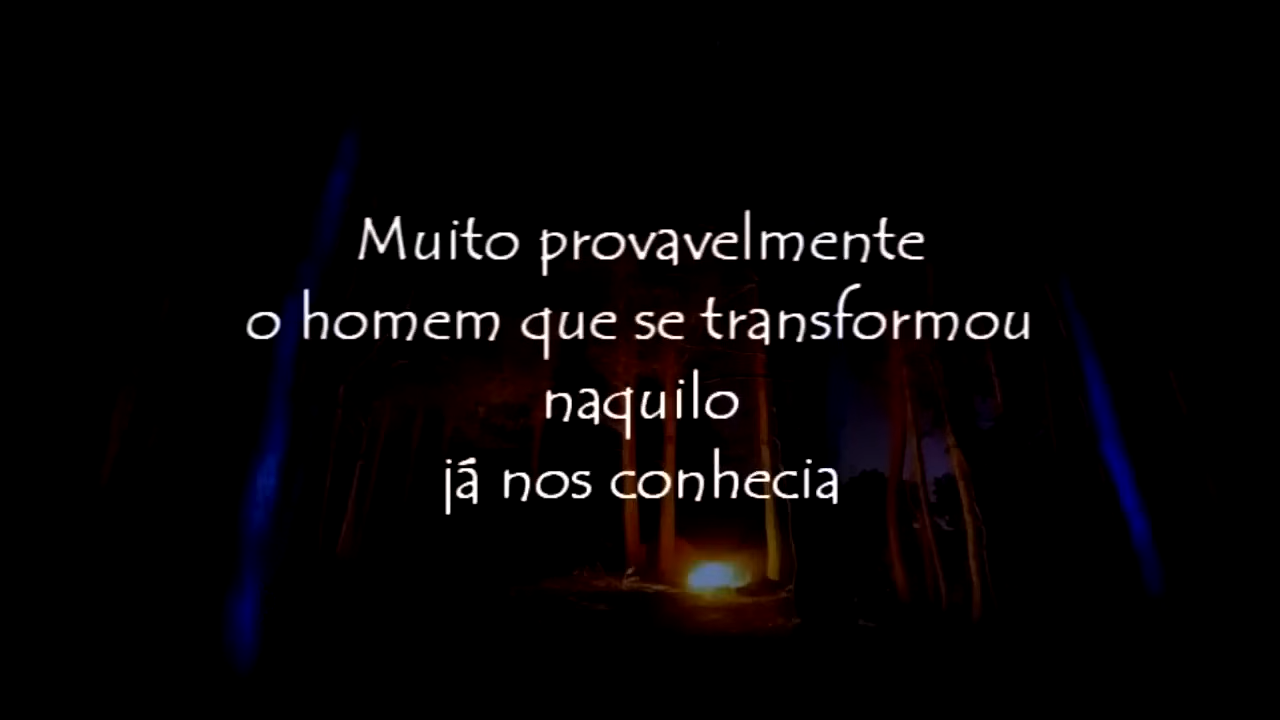 Muito provavelmente
o homem que se transformou
naquilo
já nos conhecia